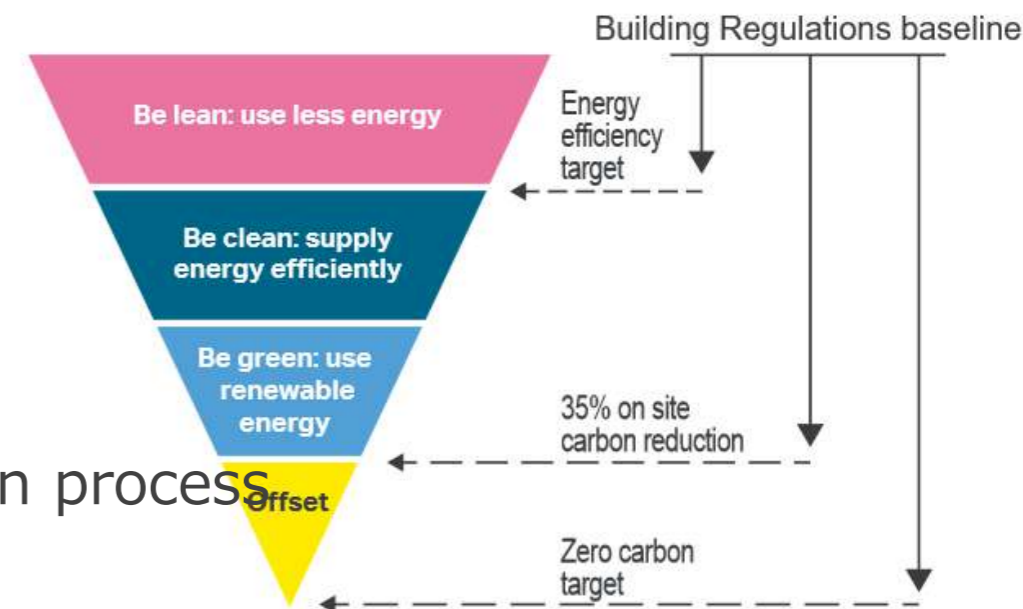 Building Regulations baseline
Be lean: use less energy
Energy
efficiency
target
Be clean: supply
energy efficiently
Be green: use
renewable
energy
35% on site
carbon reduction
n process
Offset
Zero carbon
target